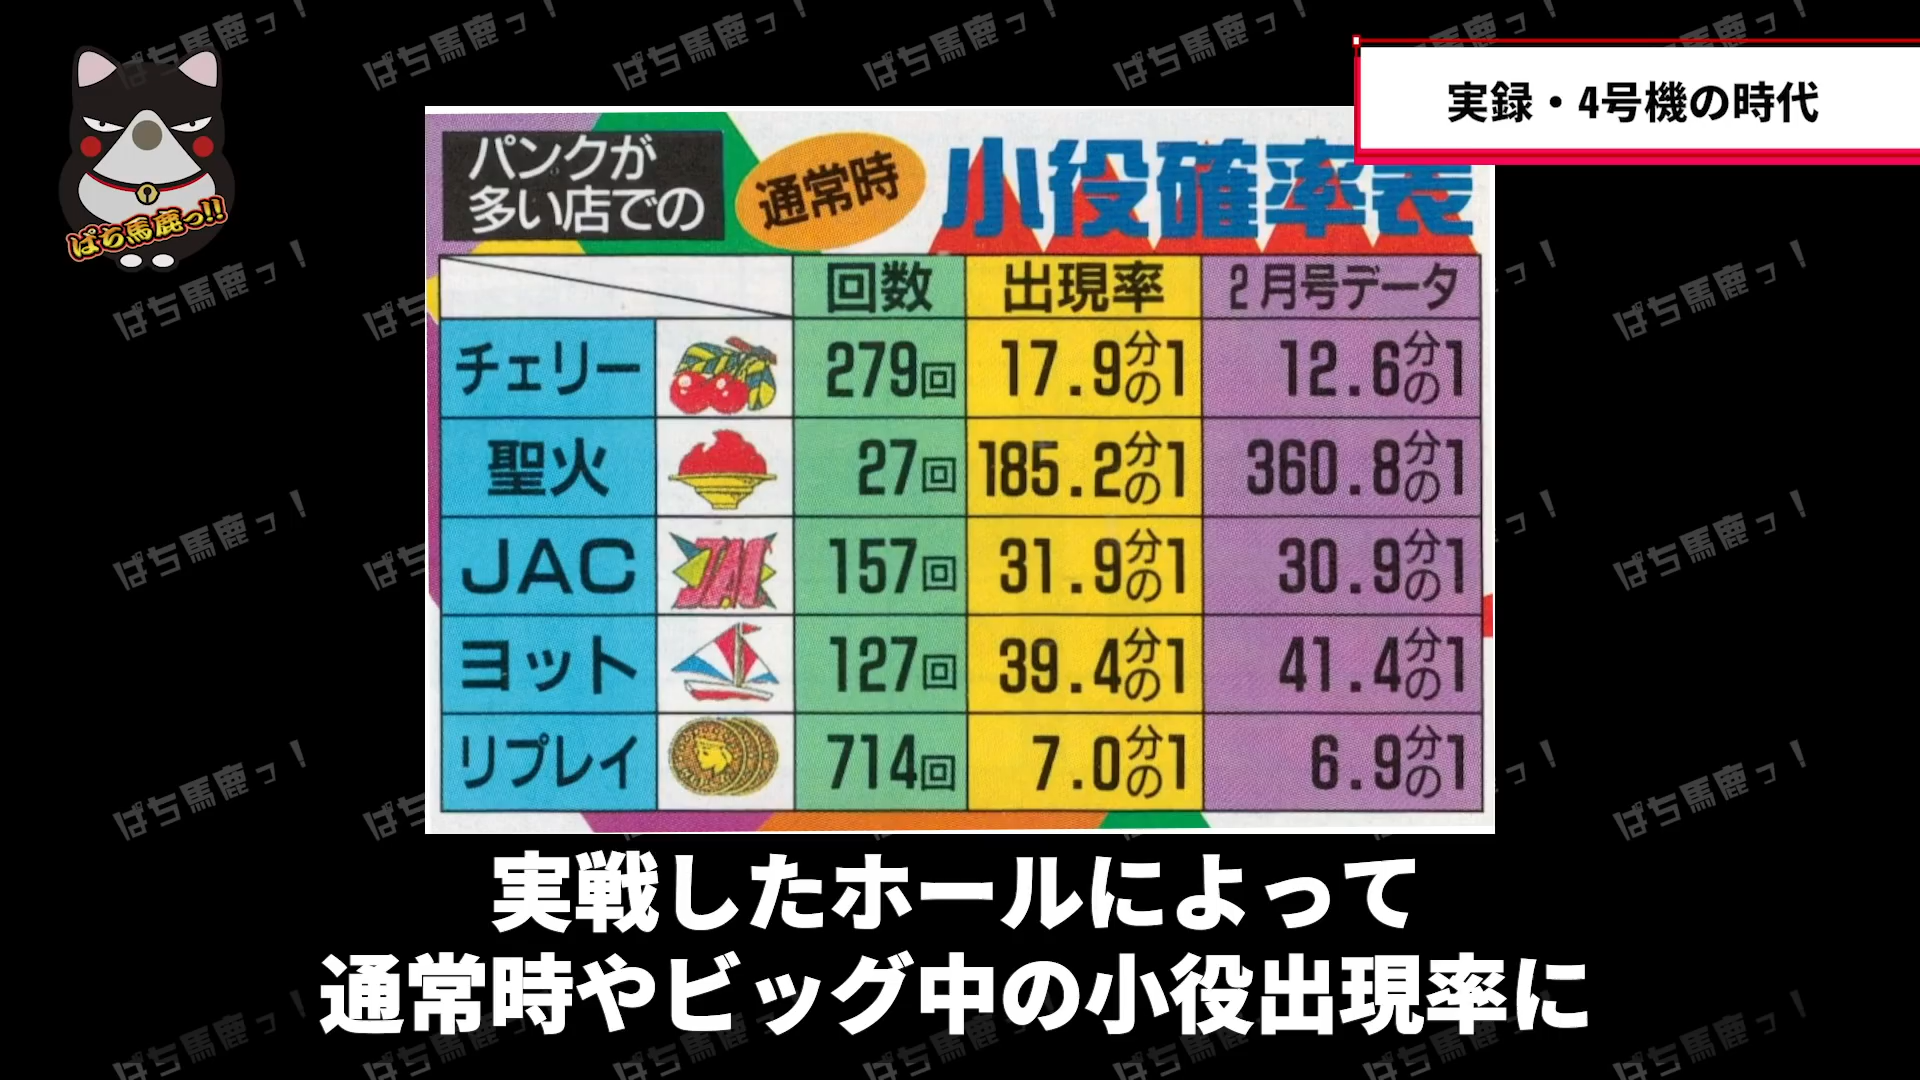 実録・4号機の時代
ぱち馬鹿っ!!
パンクが
多い店での
通常時
小役確率表
回数 出現率 2月号データ
チェリー 279回 17.9分の1 12.6分の1
聖火 27回 185.2分の1 360.8分の1
JAC JAC 157回 31.9分の1 30.9分の1
ヨット 127回 39.4分の1 41.4分の1
リプレイ 714回 7.0分の1 6.9分の1
実戦したホールによって
通常時やビッグ中の小役出現率に
ぱち馬鹿っ!